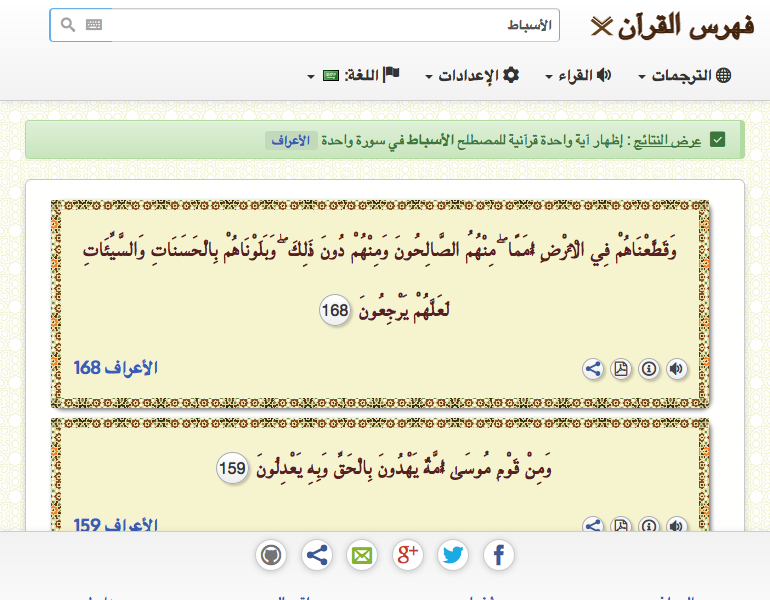 فهرس القرآن
الأسباط
الترجمات
القراء
الإعدادات
اللغة:
عرض النتائج : إظهار آية واحدة قرآنية للمصطلح الأسباط في سورة واحدة الأعراف
وَقَطَّعْنَاهُمْ فِي الْأَرْضِ أُمَمًا ۖ مِنْهُمُ الصَّالِحُونَ وَمِنْهُمْ دُونَ ذَٰلِكَ ۖ وَبَلَوْنَاهُمْ بِالْحَسَنَاتِ وَالسَّيِّئَاتِ
لَعَلَّهُمْ يَرْجِعُونَ 168
الأعراف 168
وَمِنْ قَوْمِ مُوسَىٰ أُمَّةٌ يَهْدُونَ بِالْحَقِّ وَبِهِ يَعْدِلُونَ 159
الأعراف 159